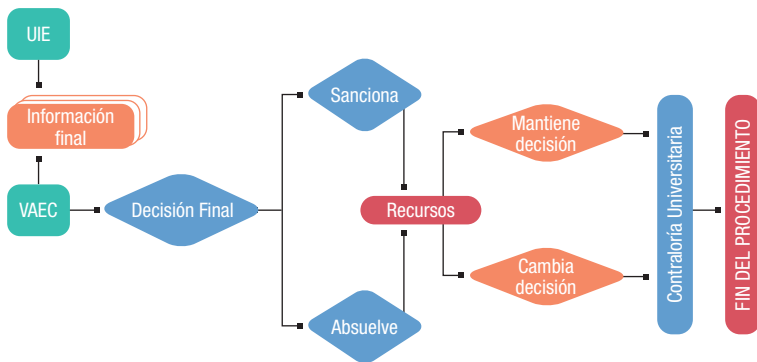 UIE
Información
final
VAEC
Decisión Final
Sanciona
Absuelve
Recursos
Mantiene
decisión
Cambia
decisión
Contraloría Universitaria
FIN DEL PROCEDIMIENTO